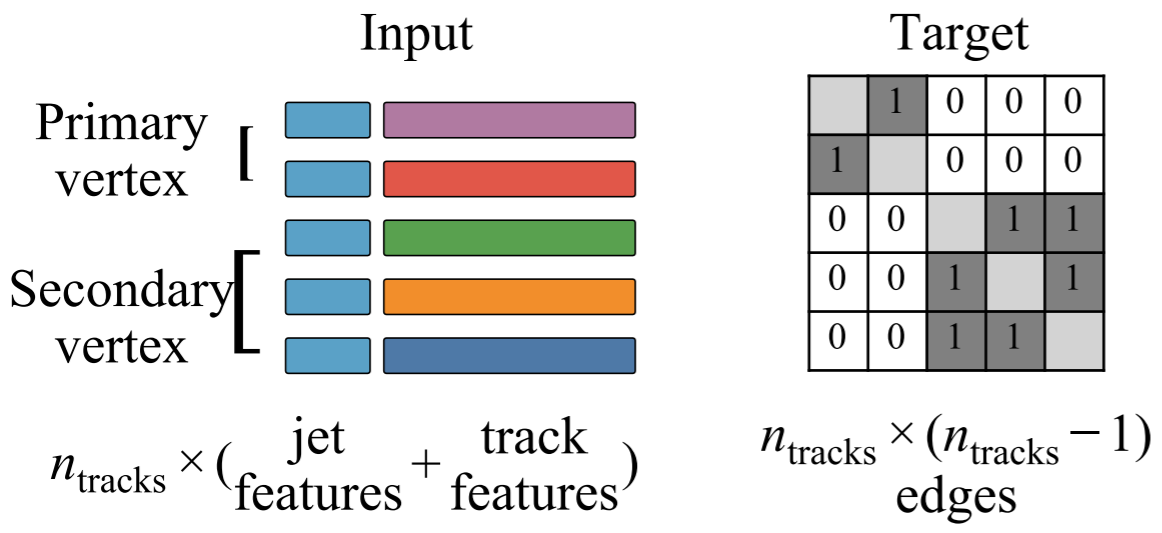 Input
Target
Primary
vertex
Secondary
vertex
1 0 0 0
1 0 0 0
0 0 1 1
0 0 1 1
0 0 1 1
n_tracks × (jet features + track features)
n_tracks × (n_tracks − 1)
edges